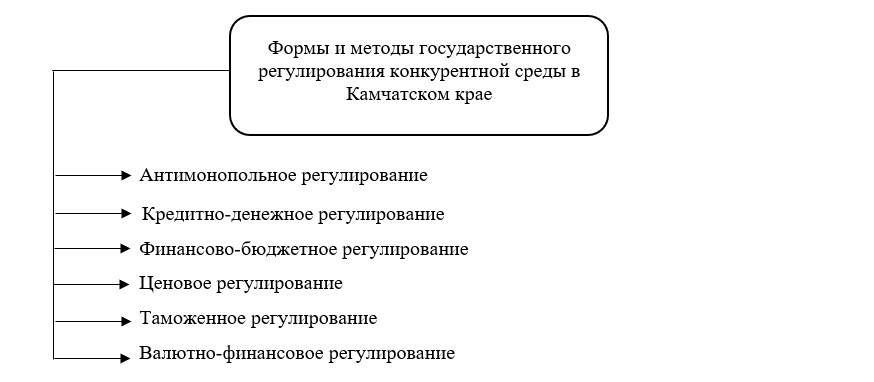 Формы и методы государственного
регулирования конкурентной среды в
Камчатском крае
Антимонопольное регулирование
Кредитно-денежное регулирование
Финансово-бюджетное регулирование
Ценовое регулирование
Таможенное регулирование
Валютно-финансовое регулирование